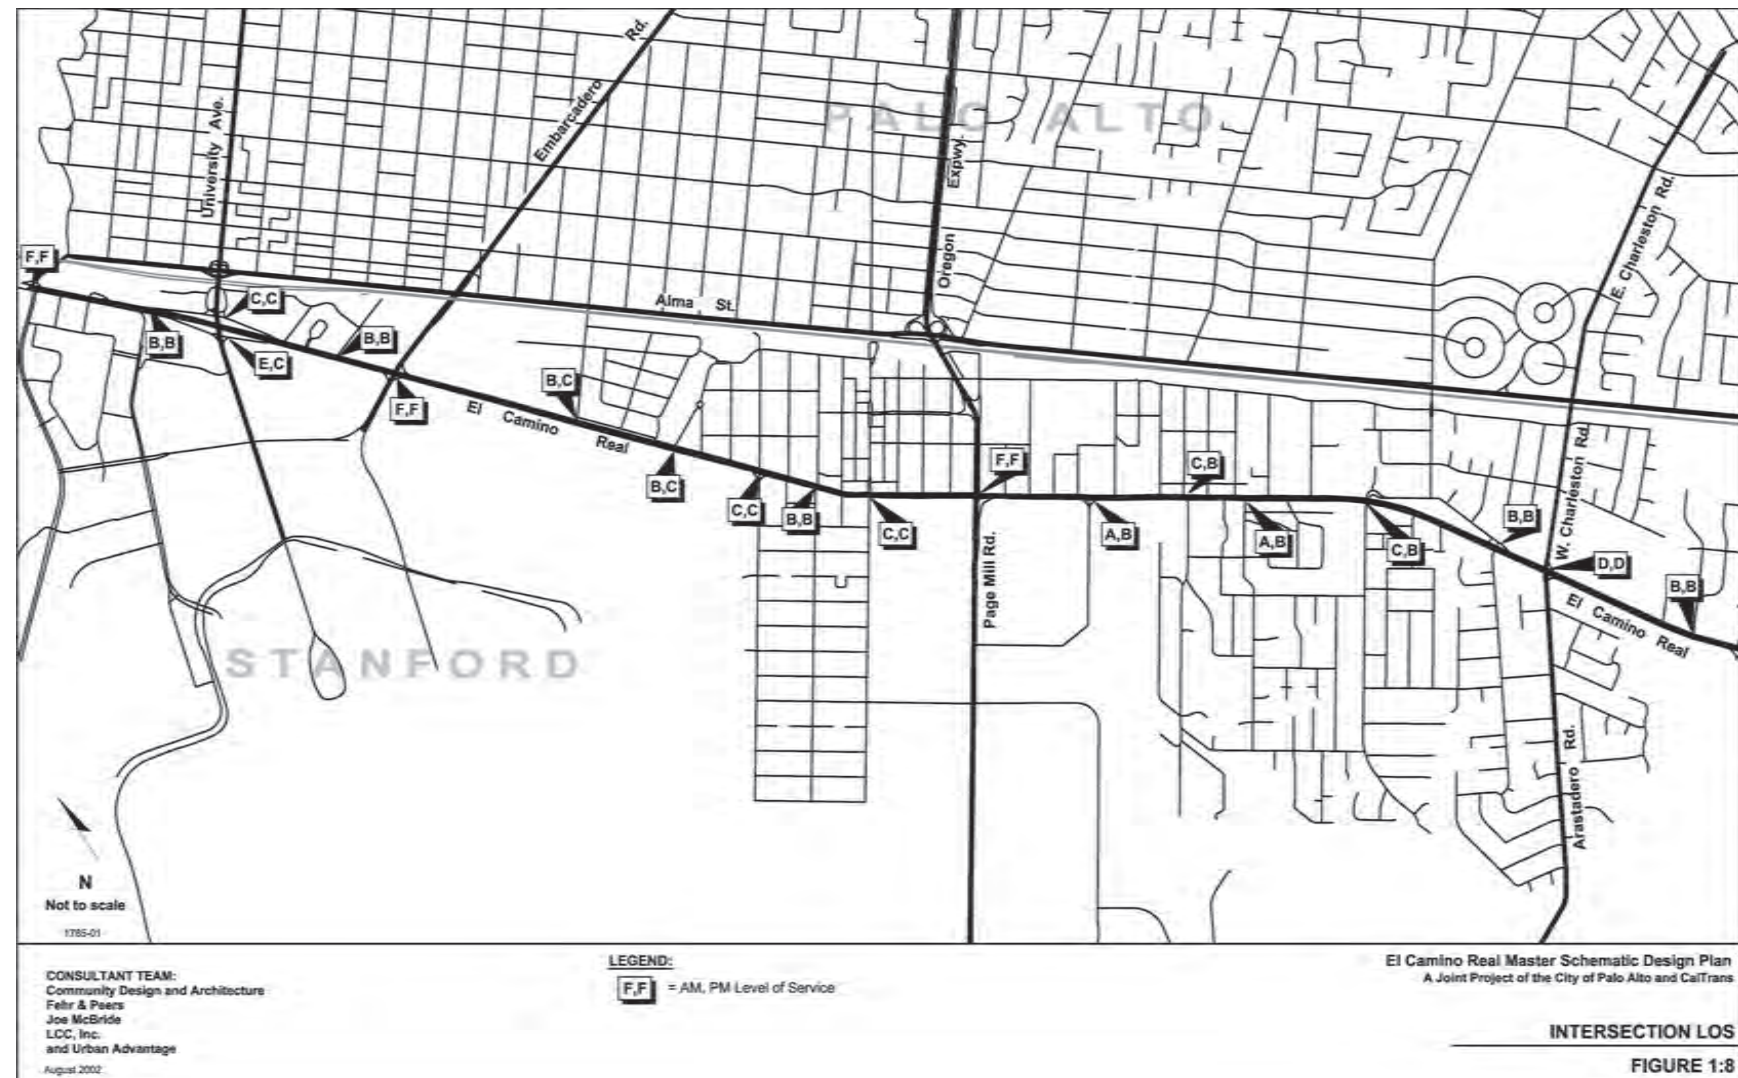 PALO ALTO
STANFORD
University Ave.
Embarcadero Rd.
Oregon Expwy.
E. Charleston Rd.
W. Charleston Rd.
Alma St.
El Camino Real
Page Mill Rd.
El Camino Real
Arastadero Rd.
F,F
C,C
B,B
E,C
B,B
F,F
B,C
B,C
C,C
B,B
C,C
F,F
A,B
C,B
A,B
C,B
B,B
D,D
B,B
N
Not to scale
1785-01
CONSULTANT TEAM:
Community Design and Architecture
Fehr & Peers
Joe McBride
LCC, Inc.
and Urban Advantage
August 2002
LEGEND:
F,F = AM, PM Level of Service
El Camino Real Master Schematic Design Plan
A Joint Project of the City of Palo Alto and CalTrans
INTERSECTION LOS
FIGURE 1:8